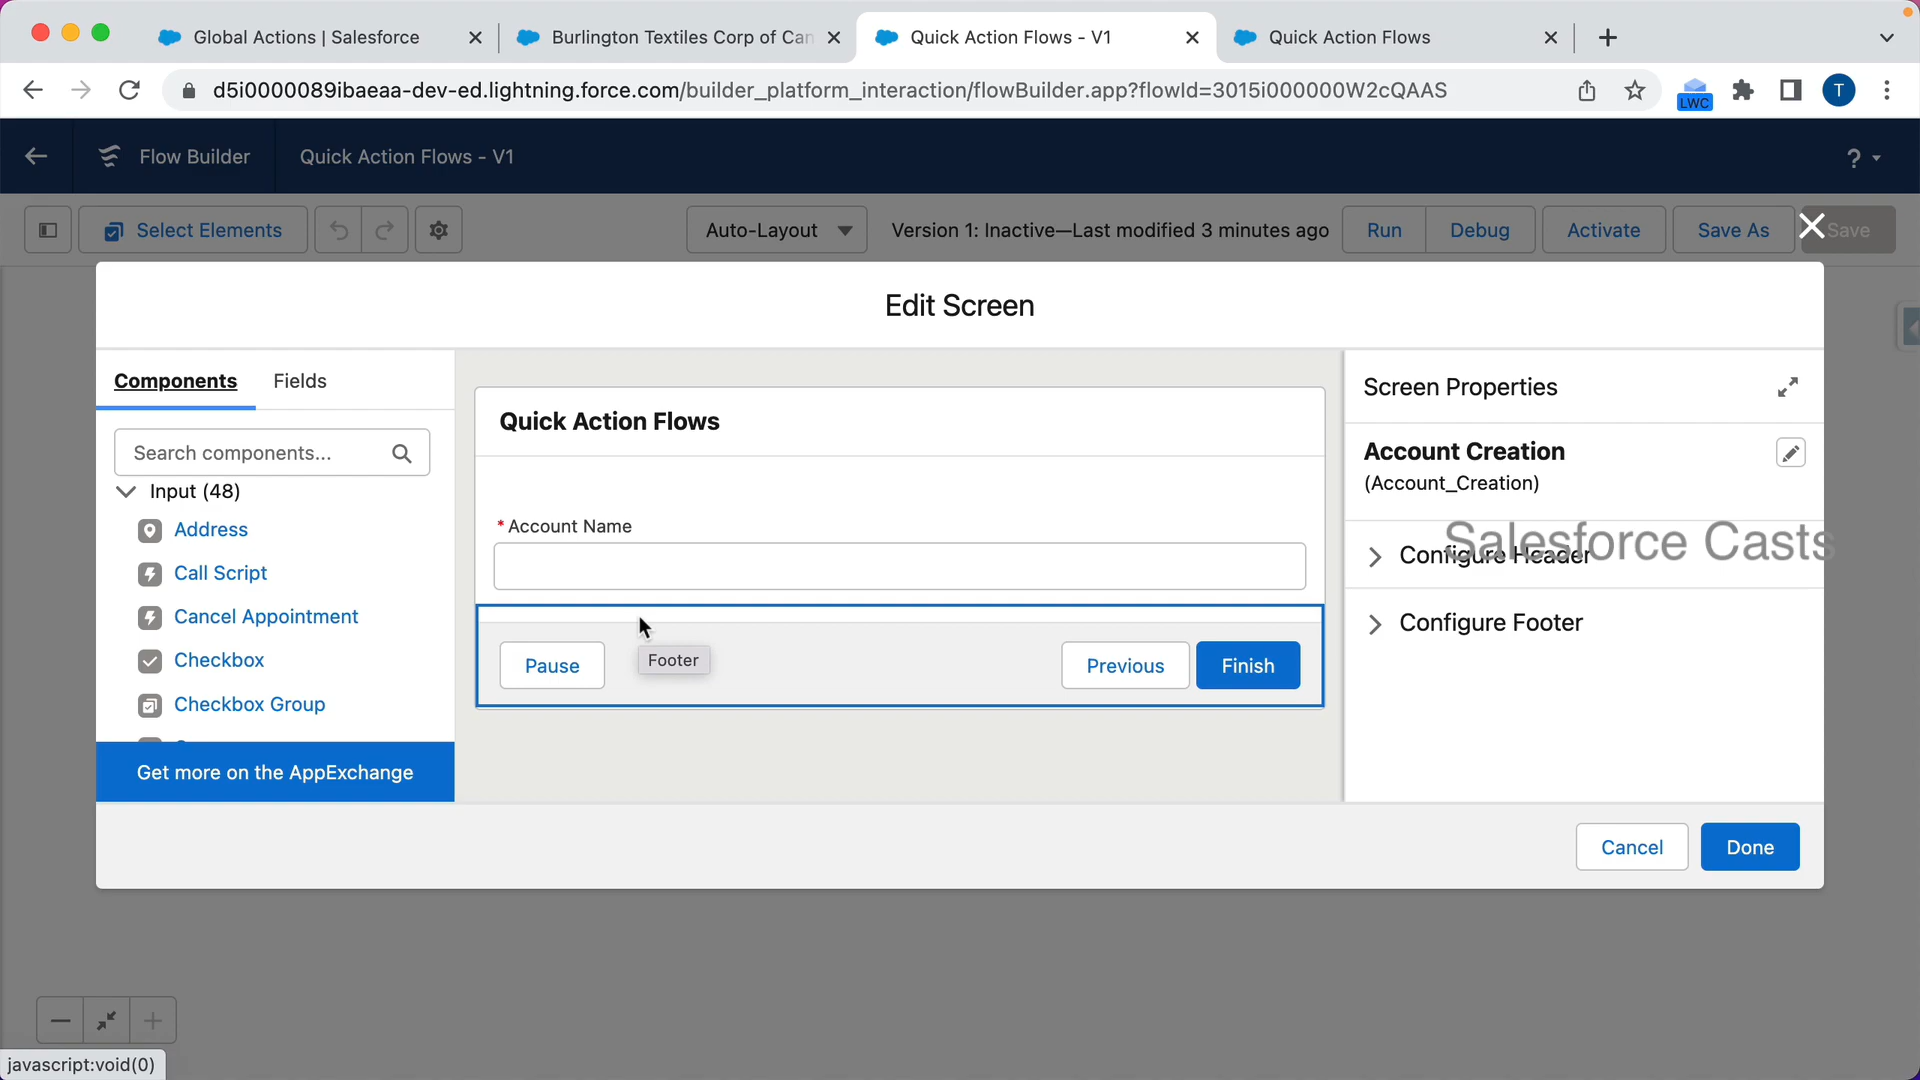 Global Actions | Salesforce
Burlington Textiles Corp of Can
Quick Action Flows - V1
Quick Action Flows
d5i0000089ibaeaa-dev-ed.lightning.force.com/builder_platform_interaction/flowBuilder.app?flowId=3015i000000W2cQAAS
LWC
T
Flow Builder
Quick Action Flows - V1
?
Select Elements
Auto-Layout
Version 1: Inactive—Last modified 3 minutes ago
Run
Debug
Activate
Save As
Save
Edit Screen
Components
Fields
Search components...
Input (48)
Address
Call Script
Cancel Appointment
Checkbox
Checkbox Group
Get more on the AppExchange
Quick Action Flows
* Account Name
Pause
Footer
Previous
Finish
Screen Properties
Account Creation
(Account_Creation)
Salesforce Casts
Configure Header
Configure Footer
Cancel
Done
javascript:void(0)